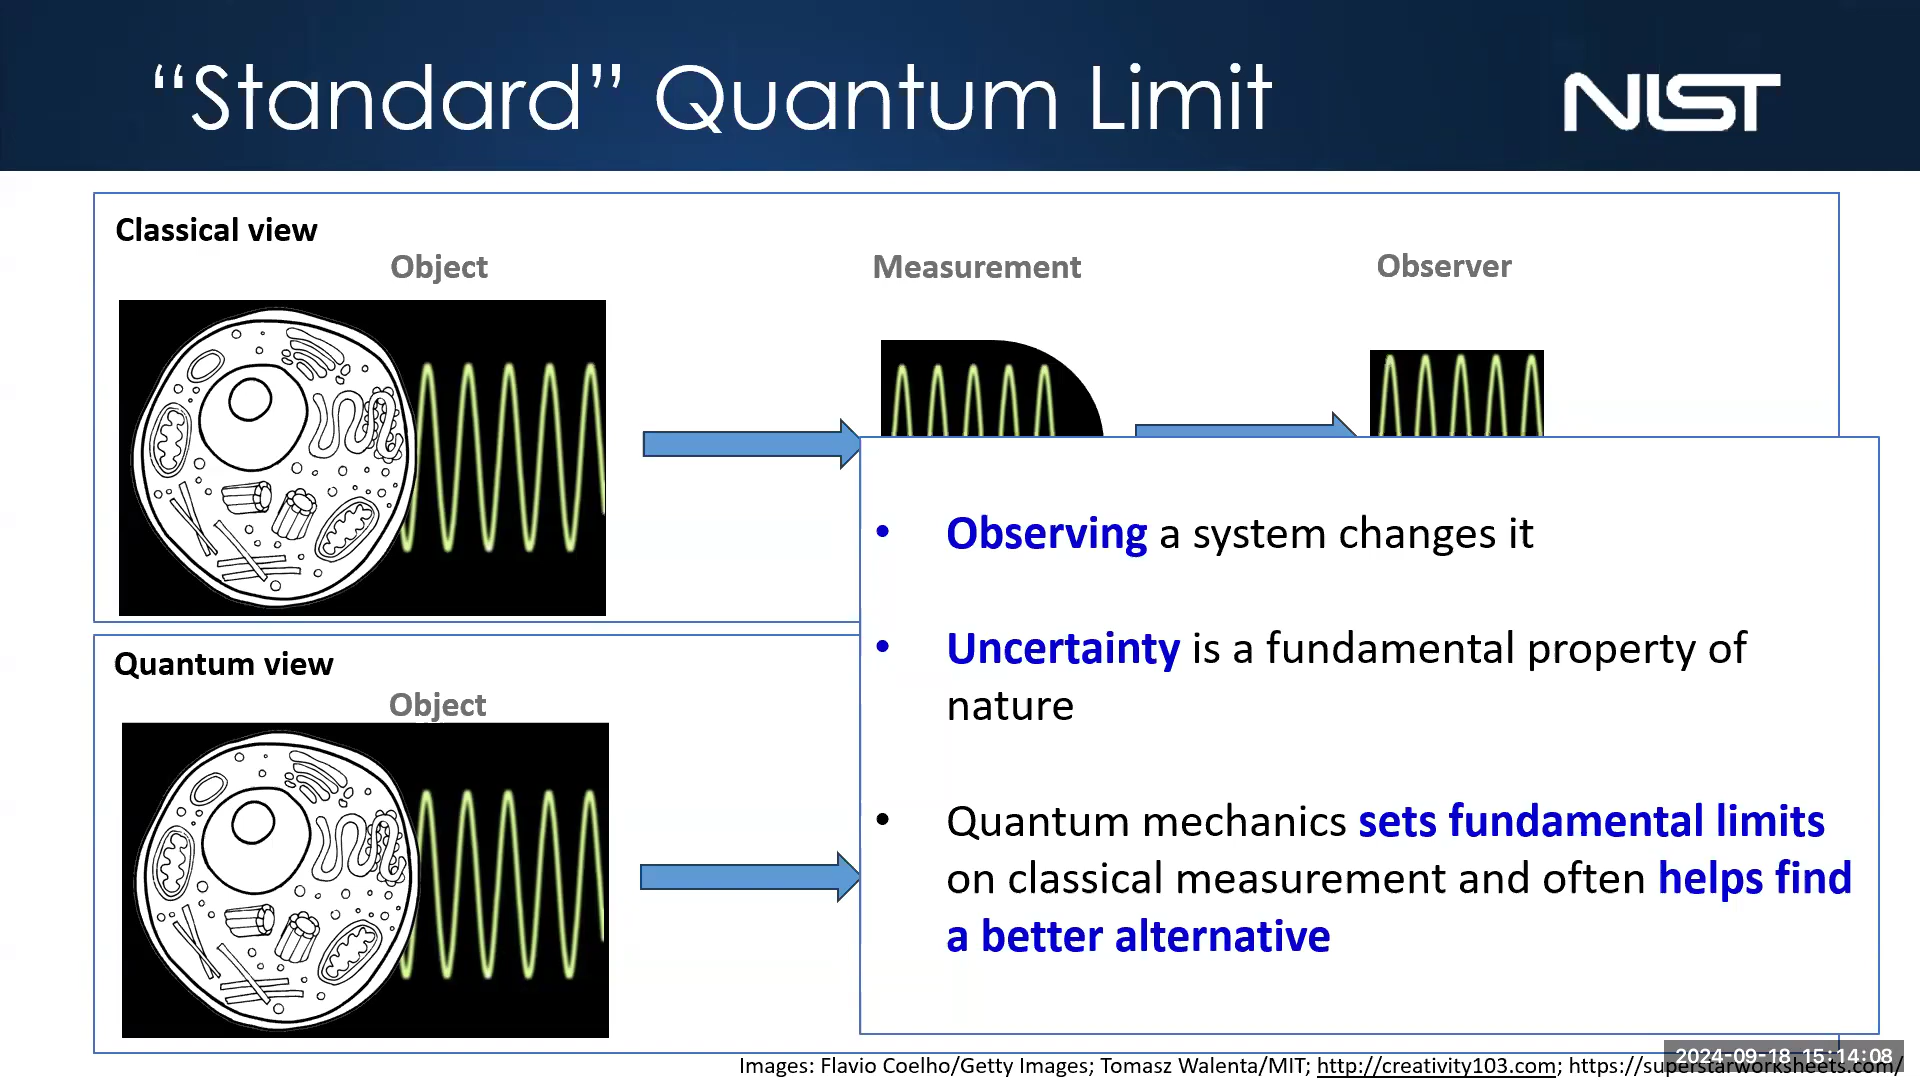 “Standard” Quantum Limit
NIST
Classical view
Object
Measurement
Observer
• Observing a system changes it
• Uncertainty is a fundamental property of
nature
• Quantum mechanics sets fundamental limits
on classical measurement and often helps find
a better alternative
Quantum view
Object
Images: Flavio Coelho/Getty Images; Tomasz Walenta/MIT; http://creativity103.com; https://superstarworksheets.com/
2024-09-18 15:14:08